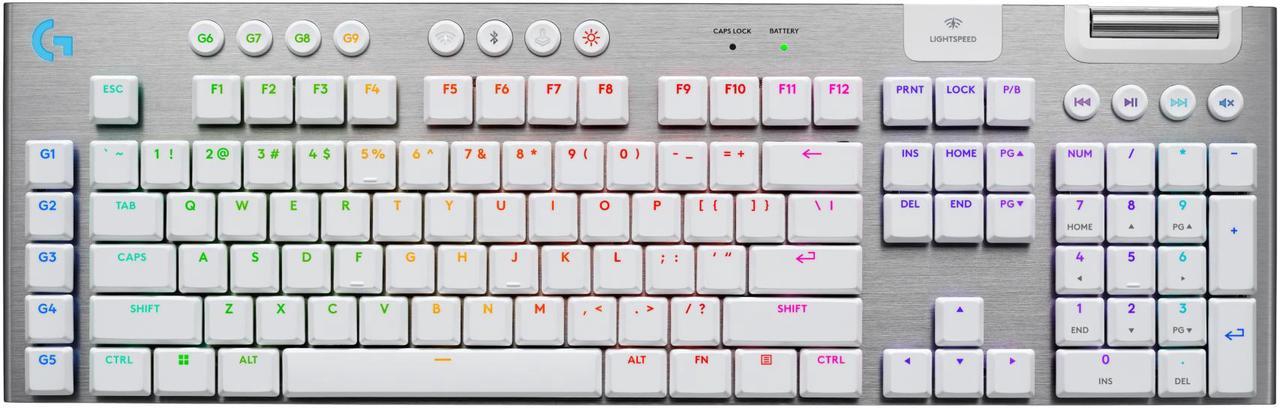 G6 G7 G8 G9 CAPS LOCK BATTERY LIGHTSPEED
ESC F1 F2 F3 F4 F5 F6 F7 F8 F9 F10 F11 F12 PRNT LOCK P/B
G1 ` ~ 1 ! 2 @ 3 # 4 $ 5 % 6 ^ 7 & 8 * 9 ( 0 ) - _ = + ← INS HOME PG▲ NUM / * -
G2 TAB Q W E R T Y U I O P [ { ] } \ | DEL END PG▼ 7 HOME 8 ▲ 9 PG▲ +
G3 CAPS A S D F G H J K L ; : ' " ↵ 4 ◄ 5 6 ►
G4 SHIFT Z X C V B N M , < . > / ? SHIFT ▲ 1 END 2 ▼ 3 PG▼ ↵
G5 CTRL ALT ALT FN CTRL ◄ ▼ ► 0 INS . DEL